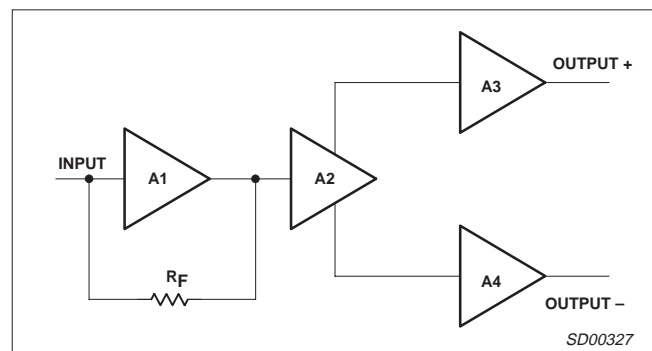 OUTPUT +
A3
INPUT
A1
A2
RF
A4
OUTPUT –
SD00327